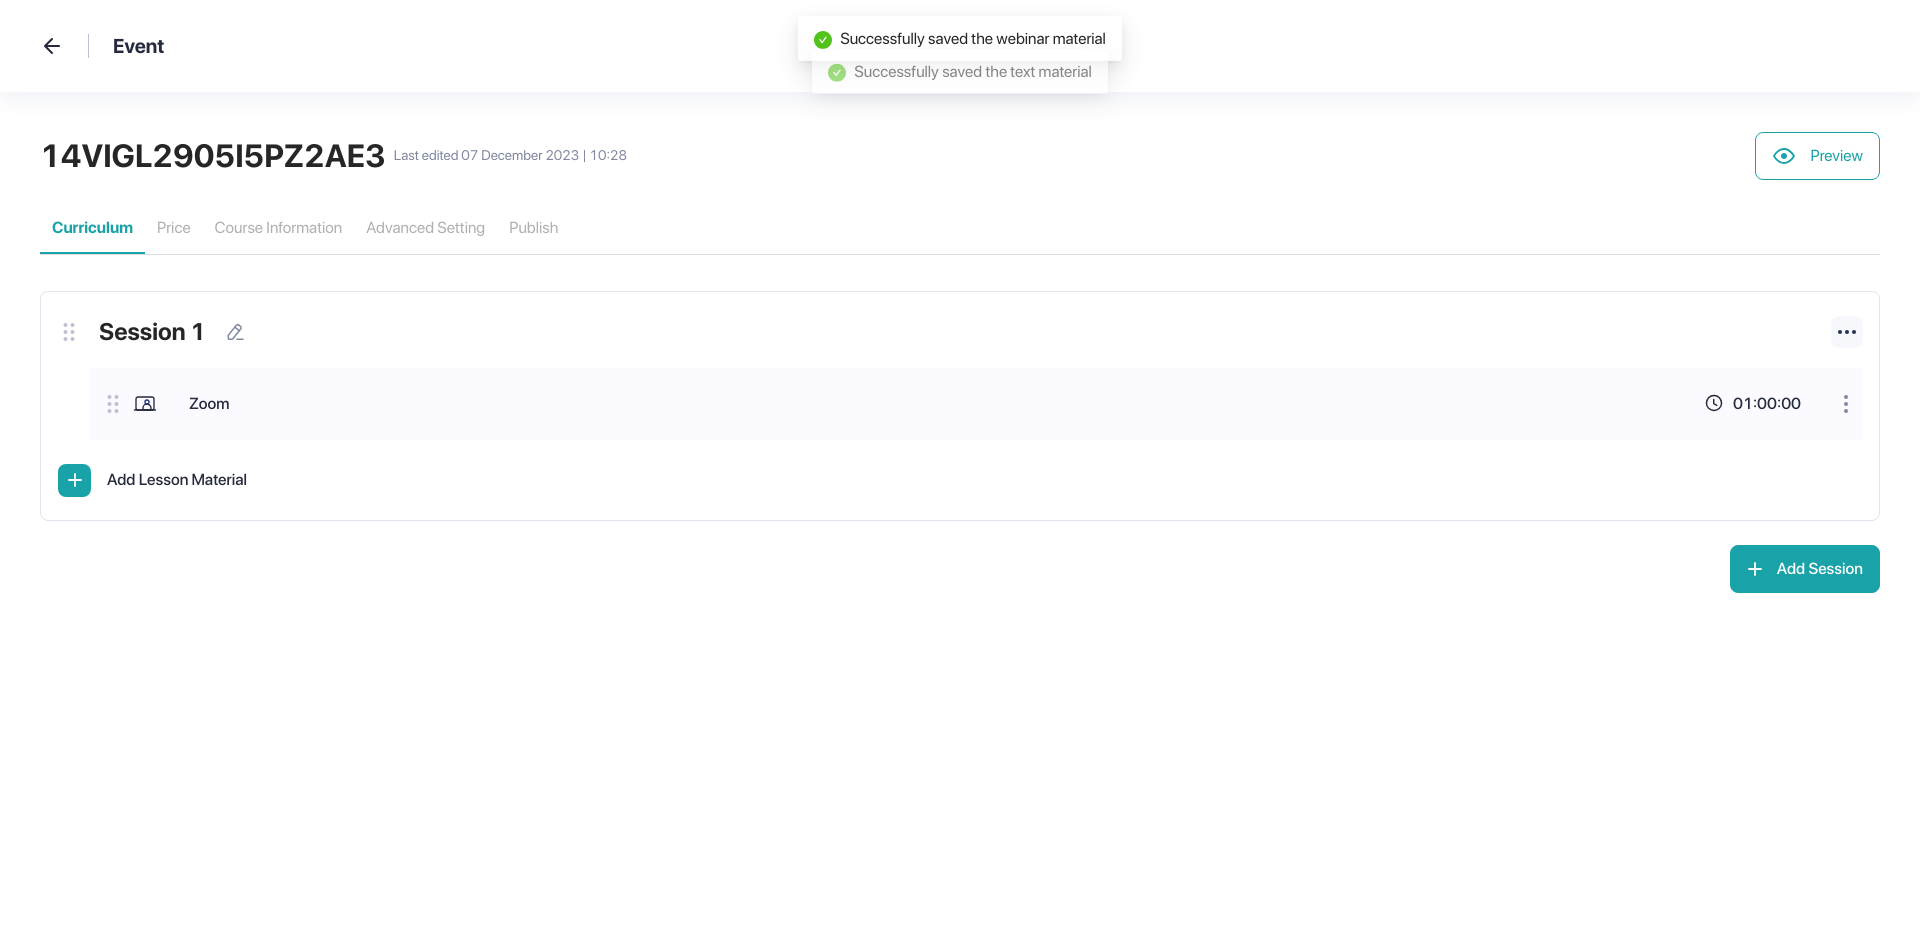 Event
Successfully saved the webinar material
Successfully saved the text material
14VIGL2905I5PZ2AE3 Last edited 07 December 2023 | 10:28
Preview
Curriculum Price Course Information Advanced Setting Publish
Session 1
Zoom 01:00:00
Add Lesson Material
Add Session